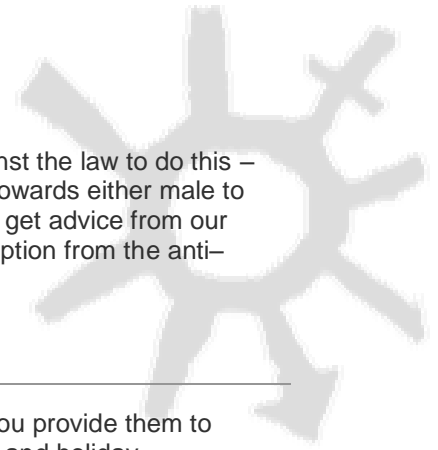 nst the law to do this –
owards either male to
get advice from our
ption from the anti–
ou provide them to
and holiday